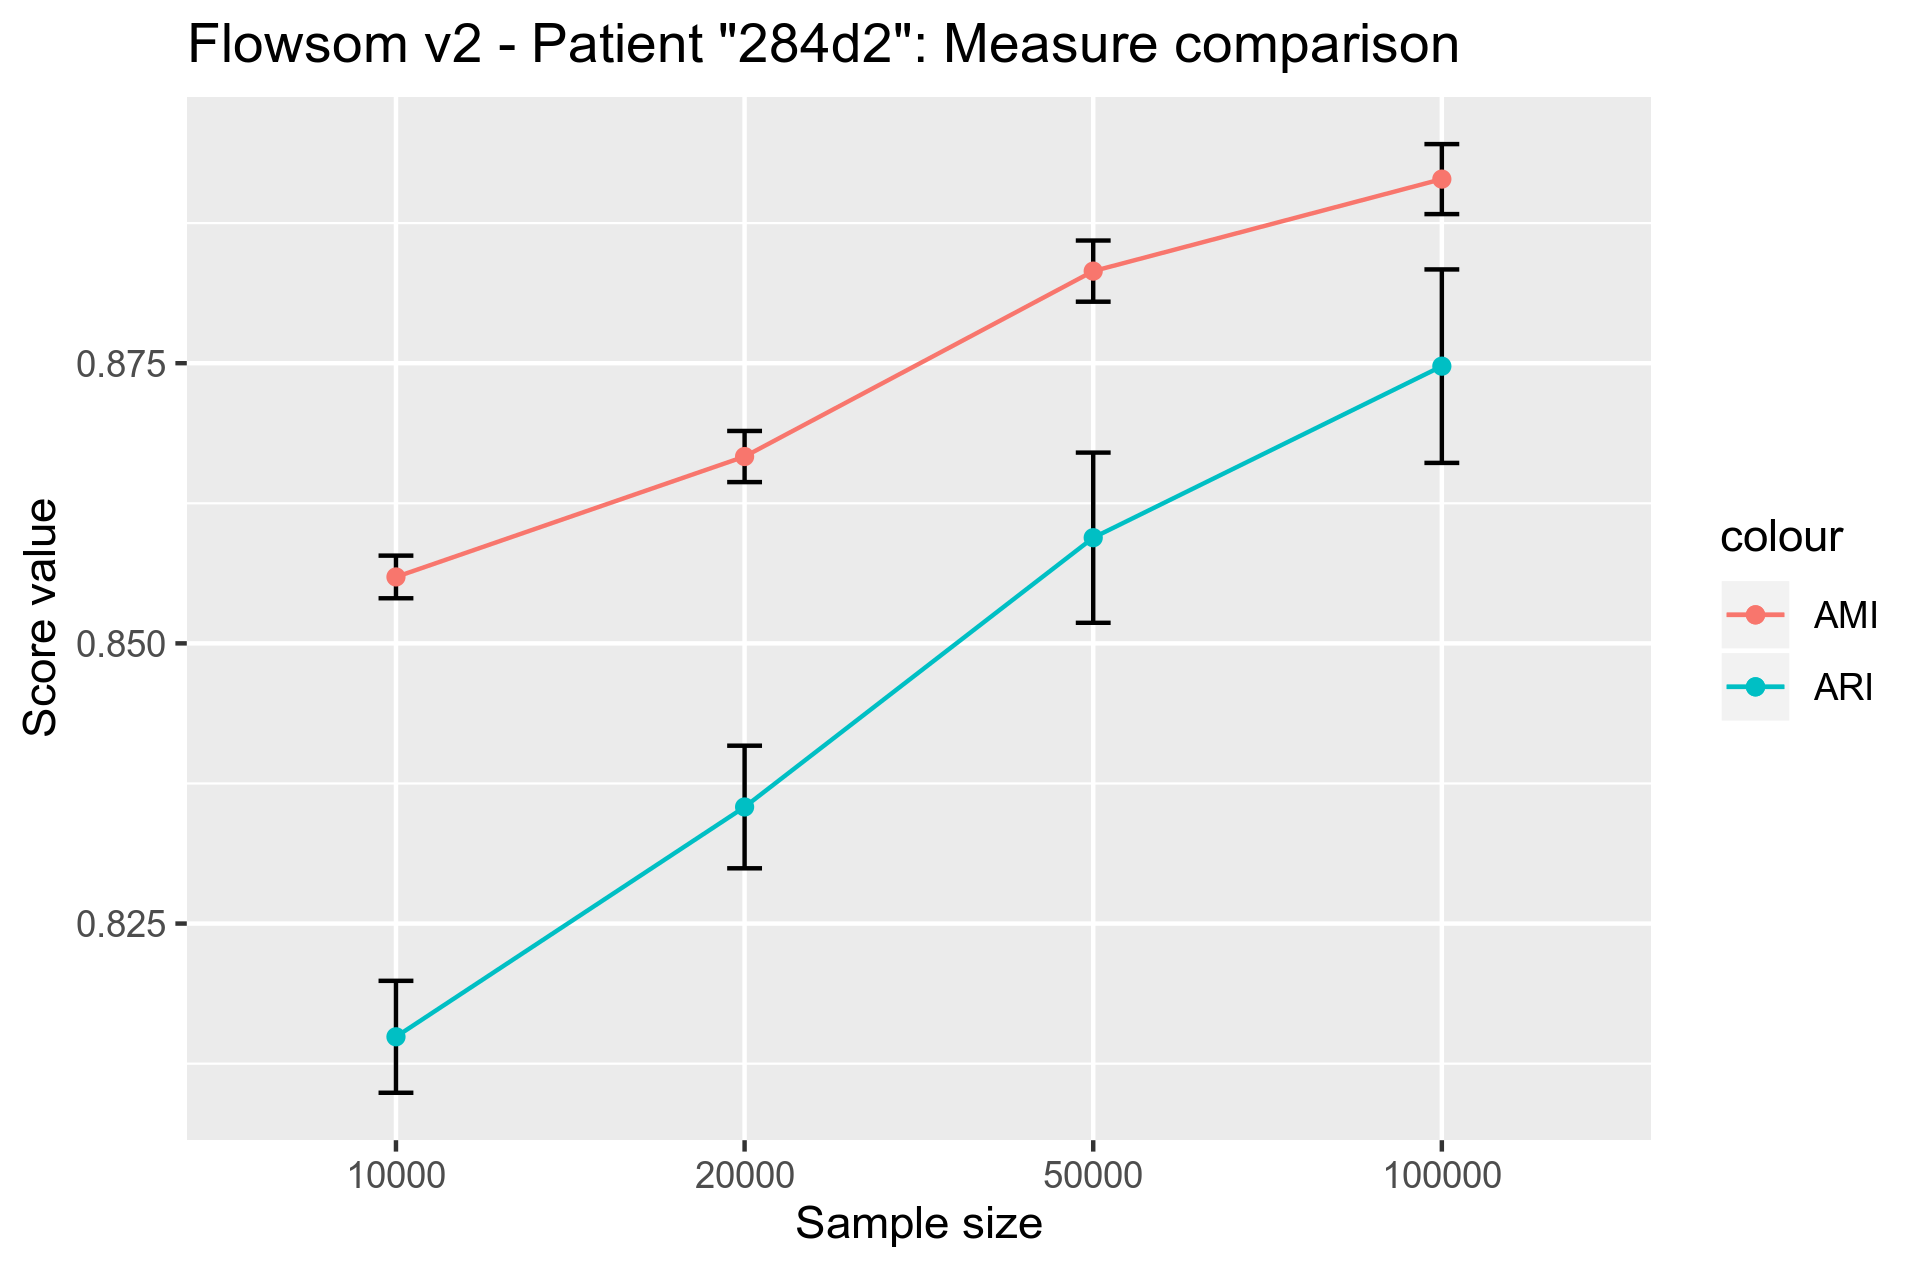 Flowsom v2 - Patient "284d2": Measure comparison
Score value
0.875
0.850
0.825
10000 20000 50000 100000
Sample size
colour
AMI
ARI